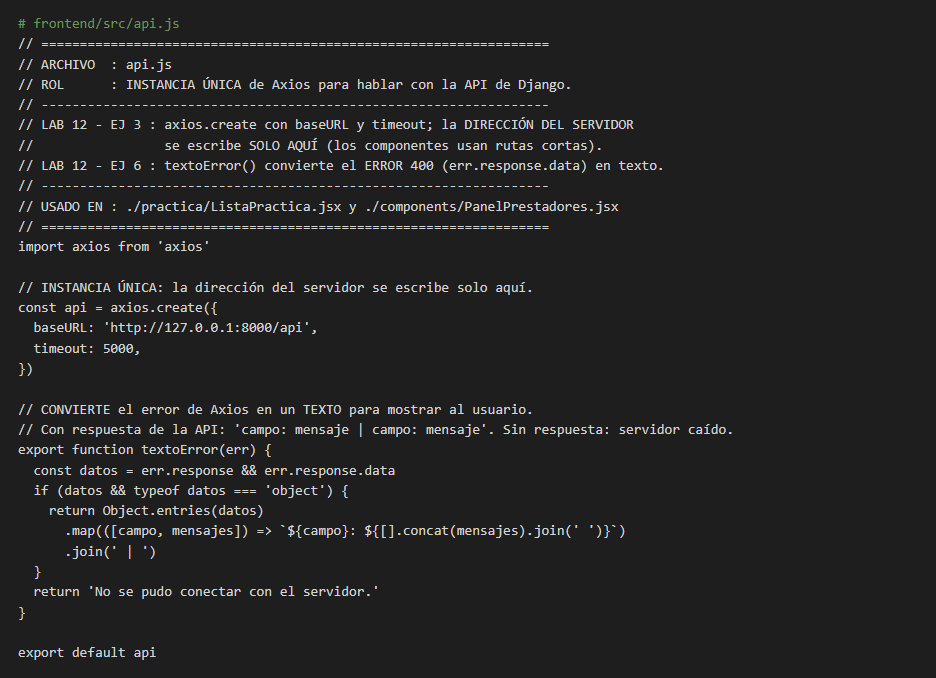 # frontend/src/api.js
// ==================================================================
// ARCHIVO  : api.js
// ROL      : INSTANCIA ÚNICA de Axios para hablar con la API de Django.
// ------------------------------------------------------------------
// LAB 12 - EJ 3 : axios.create con baseURL y timeout; la DIRECCIÓN DEL SERVIDOR
//                 se escribe SOLO AQUÍ (los componentes usan rutas cortas).
// LAB 12 - EJ 6 : textoError() convierte el ERROR 400 (err.response.data) en texto.
// ------------------------------------------------------------------
// USADO EN : ./practica/ListaPractica.jsx y ./components/PanelPrestadores.jsx
// ==================================================================
import axios from 'axios'

// INSTANCIA ÚNICA: la dirección del servidor se escribe solo aquí.
const api = axios.create({
  baseURL: 'http://127.0.0.1:8000/api',
  timeout: 5000,
})

// CONVIERTE el error de Axios en un TEXTO para mostrar al usuario.
// Con respuesta de la API: 'campo: mensaje | campo: mensaje'. Sin respuesta: servidor caído.
export function textoError(err) {
  const datos = err.response && err.response.data
  if (datos && typeof datos === 'object') {
    return Object.entries(datos)
      .map(([campo, mensajes]) => `${campo}: ${[].concat(mensajes).join(' ')}`)
      .join(' | ')
  }
  return 'No se pudo conectar con el servidor.'
}

export default api